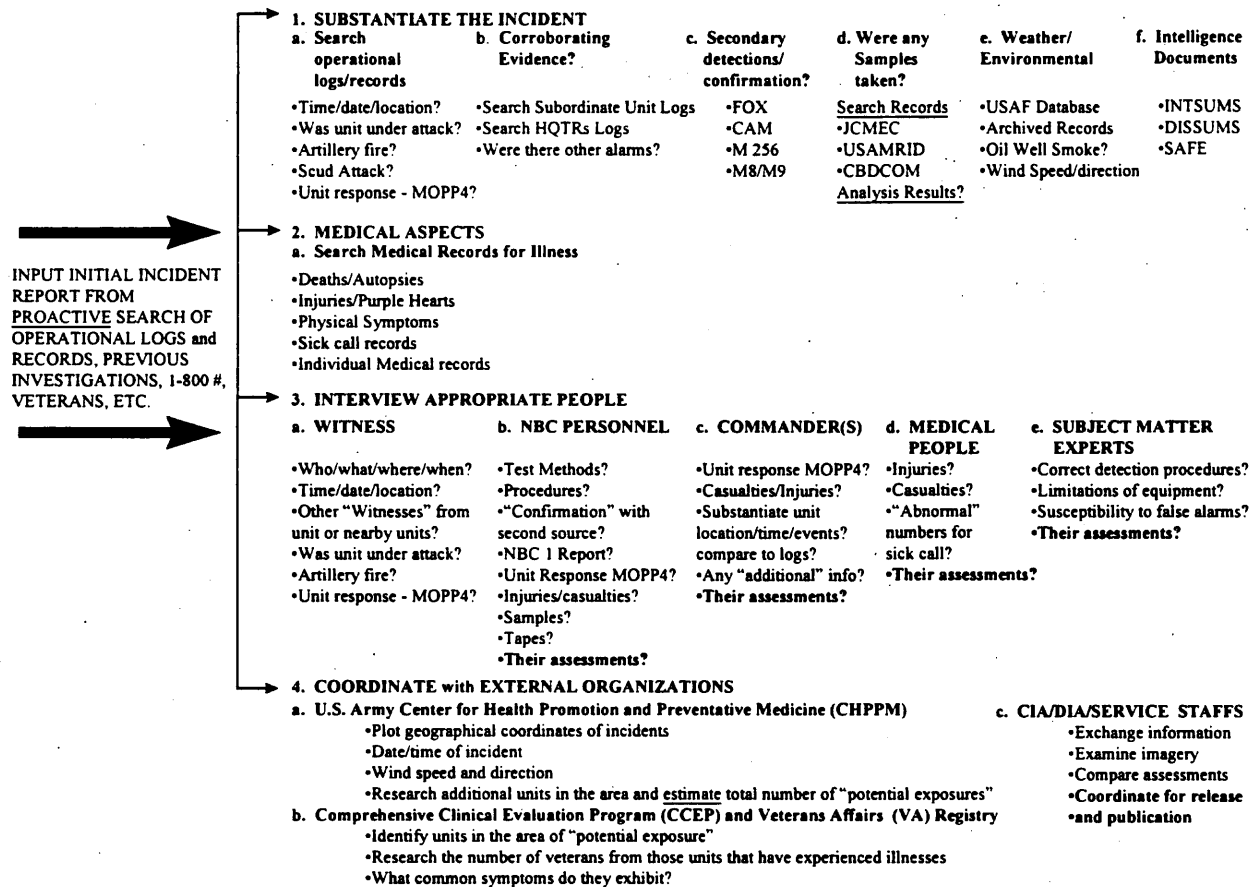 1. SUBSTANTIATE THE INCIDENT
a. Search
operational
logs/records
•Time/date/location?
•Was unit under attack?
•Artillery fire?
•Scud Attack?
•Unit response - MOPP4?
b. Corroborating
Evidence?
•Search Subordinate Unit Logs
•Search HQTRs Logs
•Were there other alarms?
c. Secondary
detections/
confirmation?
•FOX
•CAM
•M 256
•M8/M9
d. Were any
Samples
taken?
Search Records
•JCMEC
•USAMRID
•CBDCOM
Analysis Results?
e. Weather/
Environmental
•USAF Database
•Archived Records
•Oil Well Smoke?
•Wind Speed/direction
f. Intelligence
Documents
•INTSUMS
•DISSUMS
•SAFE
INPUT INITIAL INCIDENT
REPORT FROM
PROACTIVE SEARCH OF
OPERATIONAL LOGS and
RECORDS, PREVIOUS
INVESTIGATIONS, 1-800 #,
VETERANS, ETC.
2. MEDICAL ASPECTS
a. Search Medical Records for Illness
•Deaths/Autopsies
•Injuries/Purple Hearts
•Physical Symptoms
•Sick call records
•Individual Medical records
3. INTERVIEW APPROPRIATE PEOPLE
a. WITNESS
•Who/what/where/when?
•Time/date/location?
•Other "Witnesses" from
unit or nearby units?
•Was unit under attack?
•Artillery fire?
•Unit response - MOPP4?
b. NBC PERSONNEL
•Test Methods?
•Procedures?
•"Confirmation" with
second source?
•NBC 1 Report?
•Unit Response MOPP4?
•Injuries/casualties?
•Samples?
•Tapes?
•Their assessments?
c. COMMANDER(S)
•Unit response MOPP4?
•Casualties/Injuries?
•Substantiate unit
location/time/events?
compare to logs?
•Any "additional" info?
•Their assessments?
d. MEDICAL
PEOPLE
•Injuries?
•Casualties?
•"Abnormal"
numbers for
sick call?
•Their assessments?
e. SUBJECT MATTER
EXPERTS
•Correct detection procedures?
•Limitations of equipment?
•Susceptibility to false alarms?
•Their assessments?
4. COORDINATE with EXTERNAL ORGANIZATIONS
a. U.S. Army Center for Health Promotion and Preventative Medicine (CHPPM)
•Plot geographical coordinates of incidents
•Date/time of incident
•Wind speed and direction
•Research additional units in the area and estimate total number of "potential exposures"
b. Comprehensive Clinical Evaluation Program (CCEP) and Veterans Affairs (VA) Registry
•Identify units in the area of "potential exposure"
•Research the number of veterans from those units that have experienced illnesses
•What common symptoms do they exhibit?
c. CIA/DIA/SERVICE STAFFS
•Exchange information
•Examine imagery
•Compare assessments
•Coordinate for release
•and publication